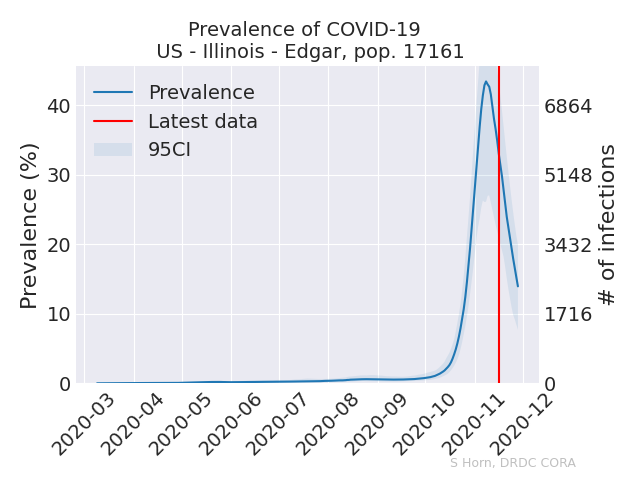 Prevalence of COVID-19
US - Illinois - Edgar, pop. 17161
Prevalence
Latest data
95CI
Prevalence (%)
40
30
20
10
0
6864
5148
3432
1716
0
# of infections
2020-03
2020-04
2020-05
2020-06
2020-07
2020-08
2020-09
2020-10
2020-11
2020-12
S Horn, DRDC CORA